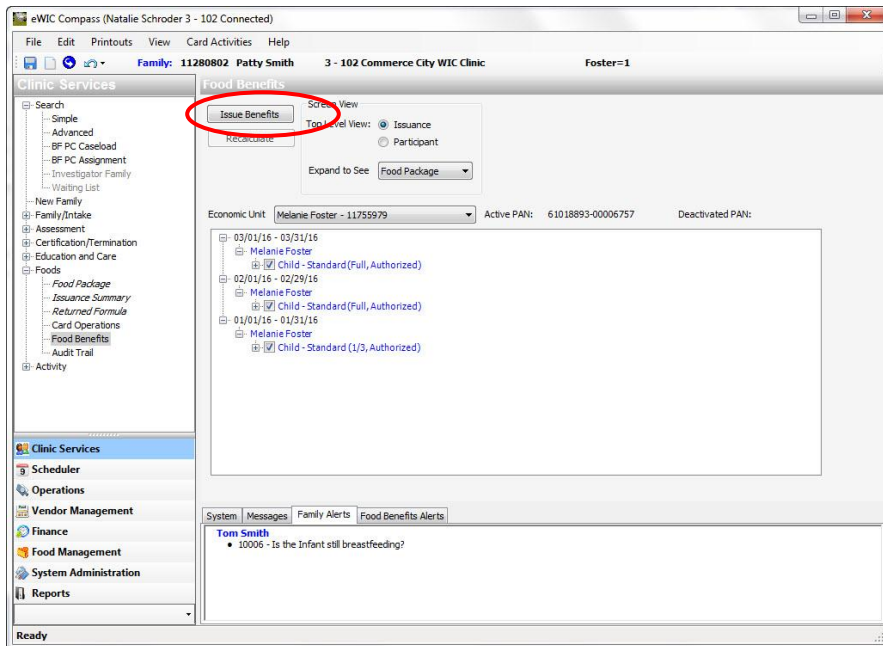 eWIC Compass (Natalie Schroder 3 - 102 Connected)
File Edit Printouts View Card Activities Help
Family: 11280802 Patty Smith 3 - 102 Commerce City WIC Clinic Foster=1
Clinic Services
Food Benefits
Search
Simple
Advanced
BF PC Caseload
BF PC Assignment
Investigator Family
Waiting List
New Family
Family/Intake
Assessment
Certification/Termination
Education and Care
Foods
Food Package
Issuance Summary
Returned Formula
Card Operations
Food Benefits
Audit Trail
Activity
Issue Benefits
Recalculate
Screen View
Top Level View: Issuance
Participant
Expand to See Food Package
Economic Unit Melanie Foster - 11755979 Active PAN: 61018893-00006757 Deactivated PAN:
03/01/16 - 03/31/16
Melanie Foster
Child - Standard (Full, Authorized)
02/01/16 - 02/29/16
Melanie Foster
Child - Standard (Full, Authorized)
01/01/16 - 01/31/16
Melanie Foster
Child - Standard (1/3, Authorized)
Clinic Services
9 Scheduler
Operations
Vendor Management
Finance
Food Management
System Administration
Reports
System Messages Family Alerts Food Benefits Alerts
Tom Smith
• 10006 - Is the Infant still breastfeeding?
Ready